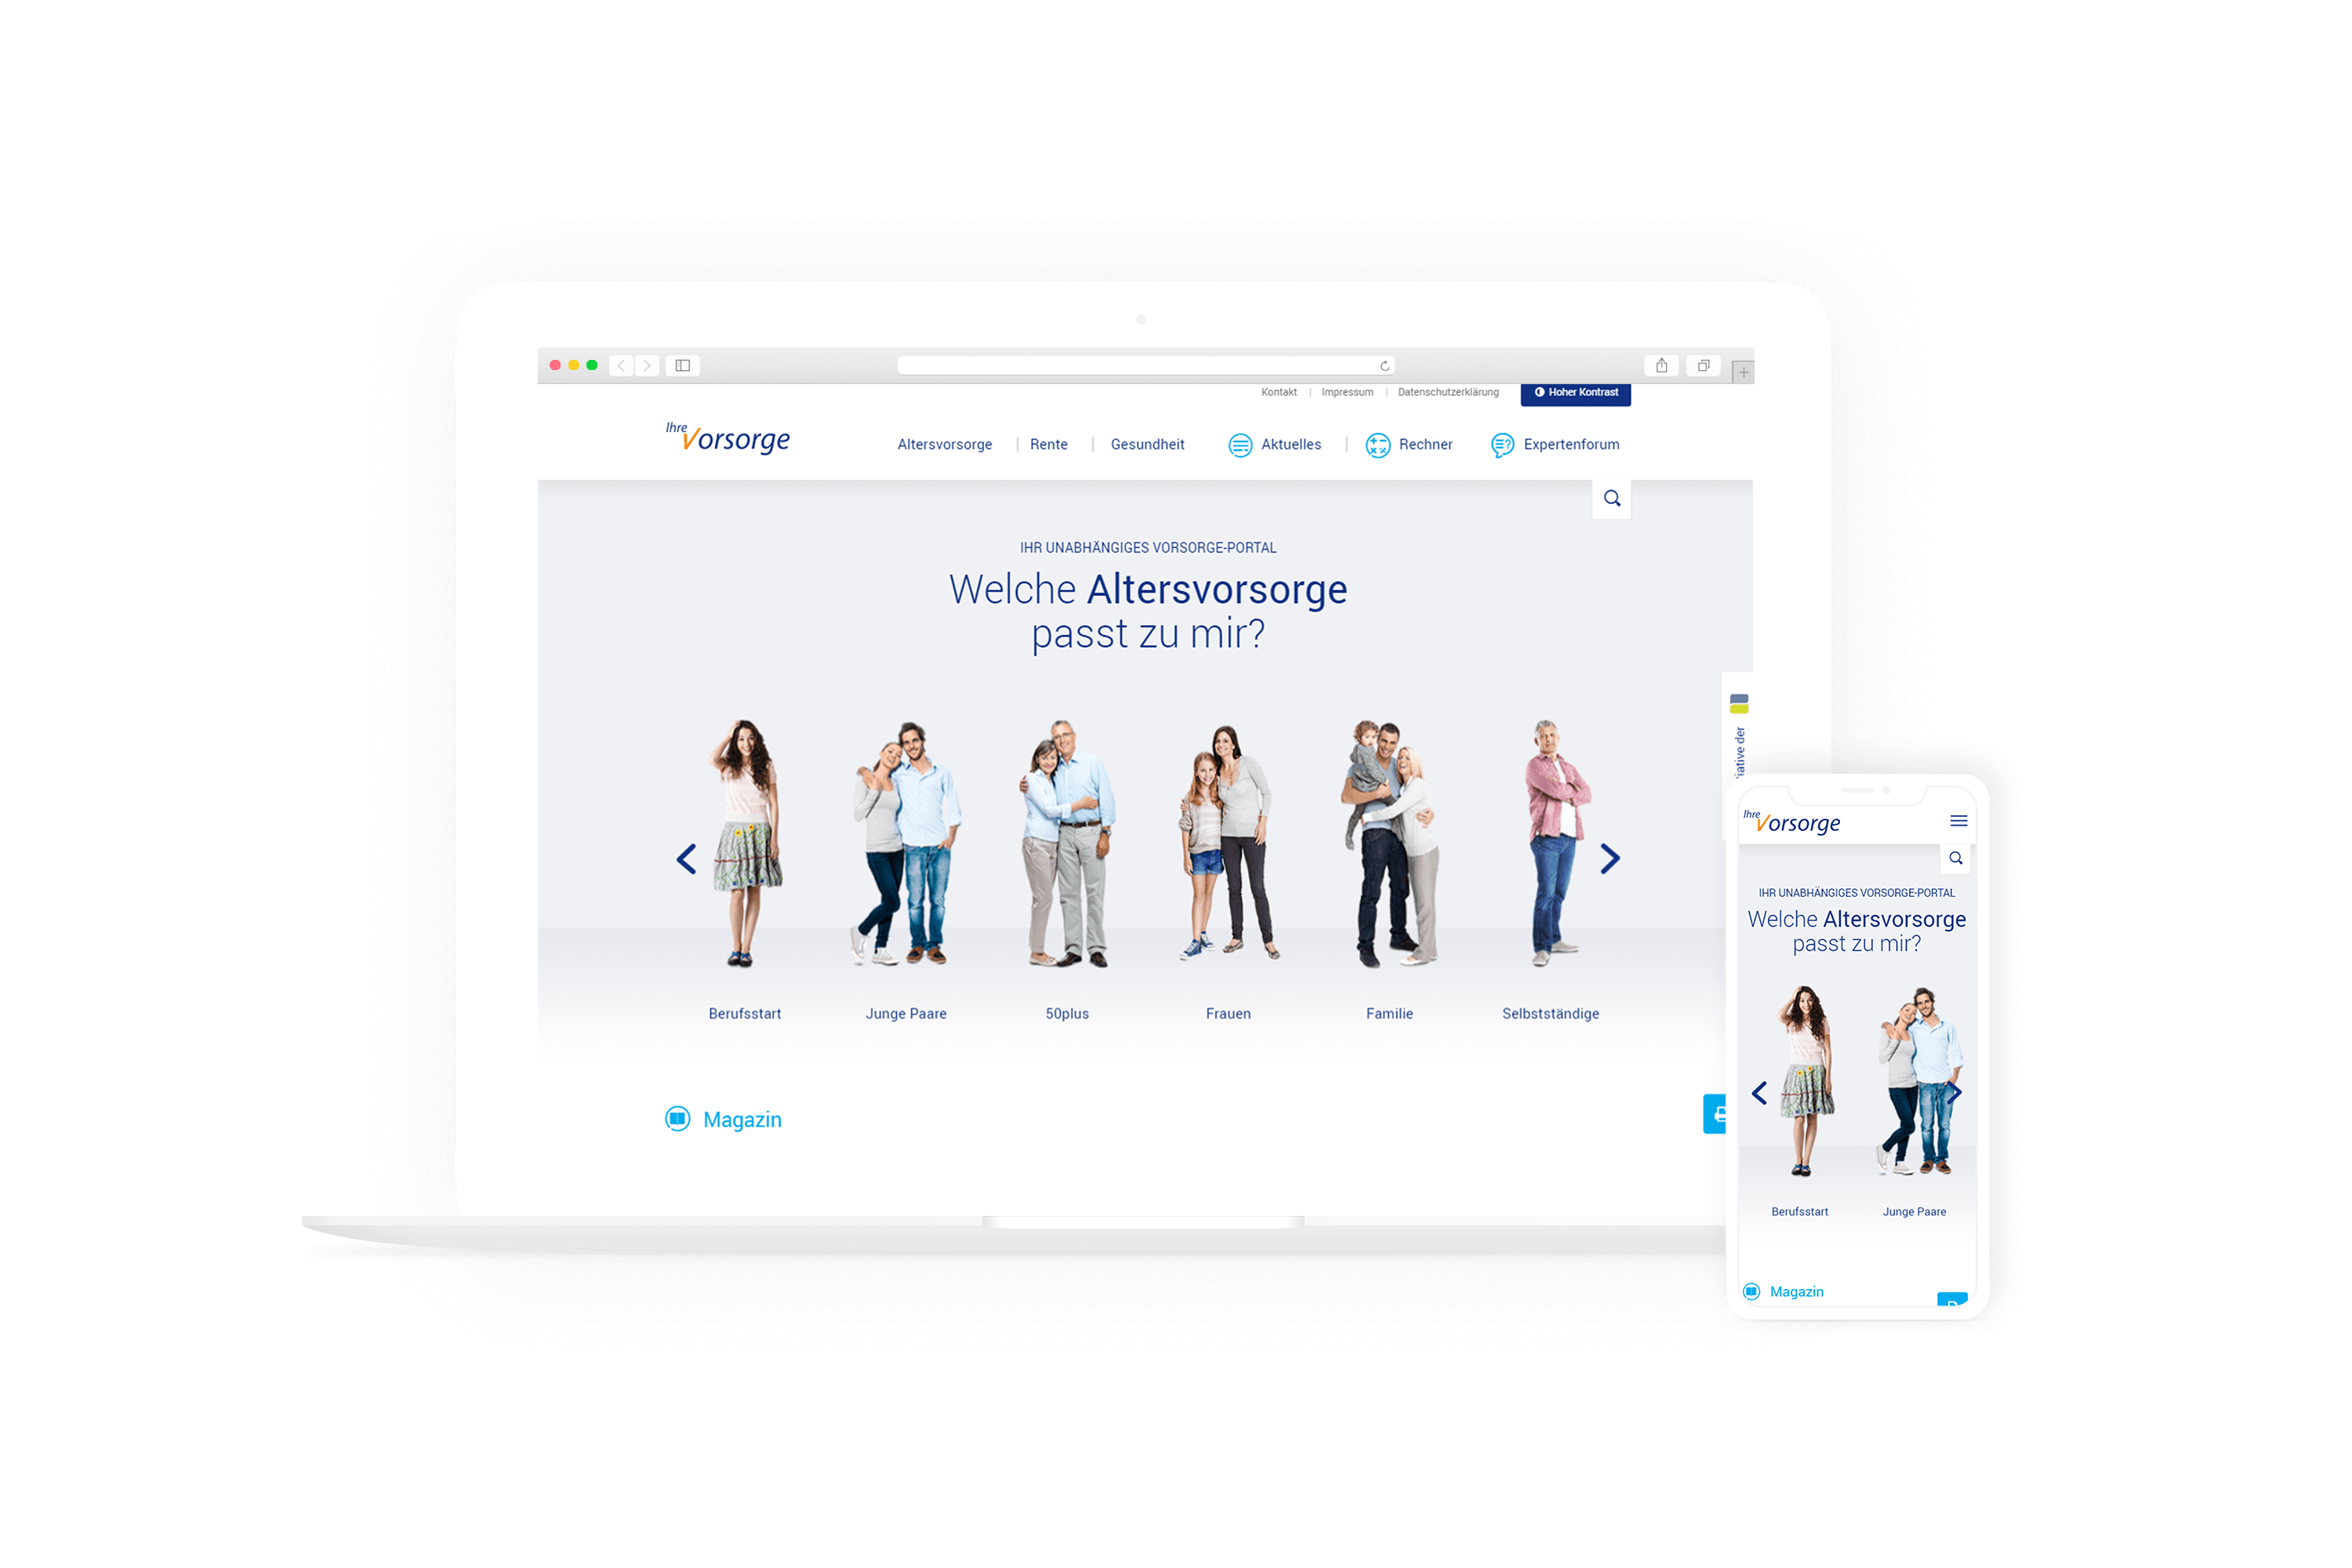 Kontakt | Impressum | Datenschutzerklärung Hoher Kontrast
Ihre Vorsorge
Altersvorsorge | Rente | Gesundheit Aktuelles | Rechner Expertenforum
IHR UNABHÄNGIGES VORSORGE-PORTAL
Welche Altersvorsorge
passt zu mir?
Berufsstart Junge Paare 50plus Frauen Familie Selbstständige
Magazin
Ihre Vorsorge
IHR UNABHÄNGIGES VORSORGE-PORTAL
Welche Altersvorsorge
passt zu mir?
Berufsstart Junge Paare
Magazin